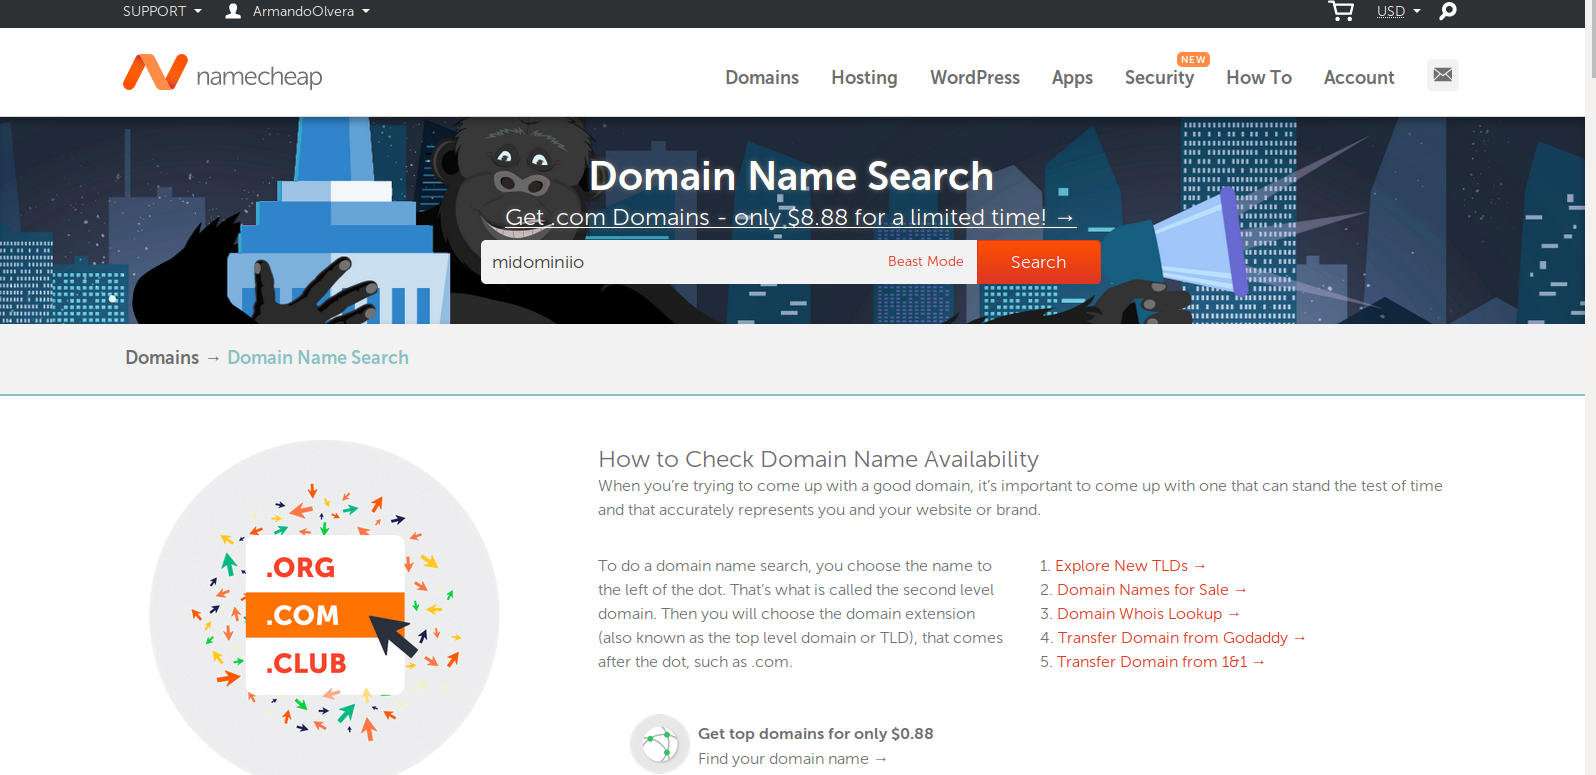 SUPPORT ArmandoOlvera USD
namecheap
NEW
Domains Hosting WordPress Apps Security How To Account
Domain Name Search
Get .com Domains - only $8.88 for a limited time! →
midominiio Beast Mode Search
Domains → Domain Name Search
.ORG
.COM
.CLUB
How to Check Domain Name Availability
When you’re trying to come up with a good domain, it’s important to come up with one that can stand the test of time
and that accurately represents you and your website or brand.
To do a domain name search, you choose the name to
the left of the dot. That’s what is called the second level
domain. Then you will choose the domain extension
(also known as the top level domain or TLD), that comes
after the dot, such as .com.
1. Explore New TLDs →
2. Domain Names for Sale →
3. Domain Whois Lookup →
4. Transfer Domain from Godaddy →
5. Transfer Domain from 1&1 →
Get top domains for only $0.88
Find your domain name →